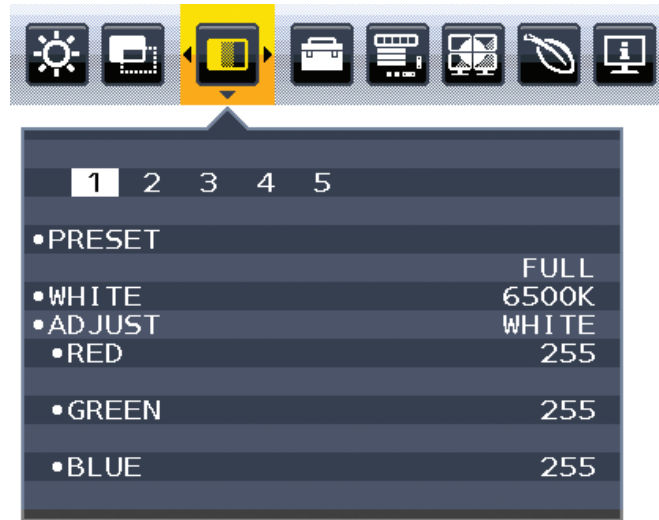 1 2 3 4 5
•PRESET
FULL
•WHITE 6500K
•ADJUST WHITE
•RED 255
•GREEN 255
•BLUE 255